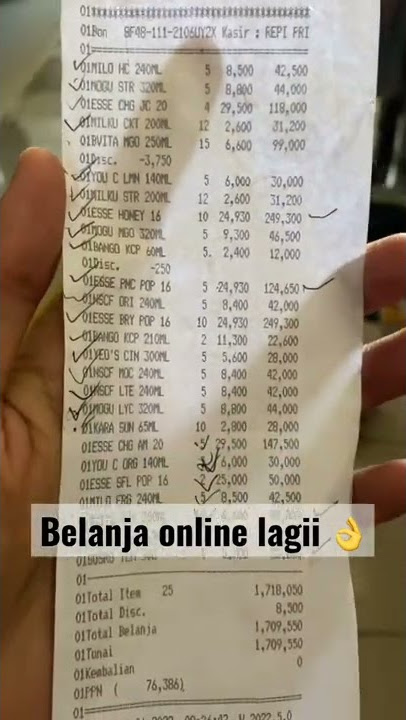 01Bon 8F48-111-2106UY2X Kasir : REPI FRI
01MILO HC 240ML 5 8,500 42,500
01MOGU STR 320ML 5 8,800 44,000
01ESSE CHG JC 20 4 29,500 118,000
01MILKU CKT 200ML 12 2,600 31,200
01BVITA MGO 250ML 15 6,600 99,000
01Disc. -3,750
01YOU C LMN 140ML 5 6,000 30,000
01MILKU STR 200ML 12 2,600 31,200
01ESSE HONEY 16 10 24,930 249,300
01MOGU MGO 320ML 5 9,300 46,500
01BANGO KCP 60ML 5. 2,400 12,000
01Disc. -250
01ESSE PNC POP 16 5 24,930 124,650
01NSCF ORI 240ML 5 8,400 42,000
01ESSE BRY POP 16 10 24,930 249,300
01BANGO KCP 210ML 2 11,300 22,600
01YEO'S CIN 300ML 5 5,600 28,000
01NSCF MOC 240ML 5 8,400 42,000
01NSCF LTE 240ML 5 8,400 42,000
01MOGU LYC 320ML 5 8,800 44,000
01KARA SUN 65ML 10 2,800 28,000
01ESSE CHG AM 20 5 29,500 147,500
01YOU C ORG 140ML 5 6,000 30,000
01ESSE SFL POP 16 2 25,000 50,000
01MILO ERG 240ML 5 8,500 42,500
Belanja online lagii 👌
01Total Item 25 1,718,050
01Total Disc. 8,500
01Total Belanja 1,709,550
01Tunai 1,709,550
01Kembalian 0
01PPN ( 76,386)